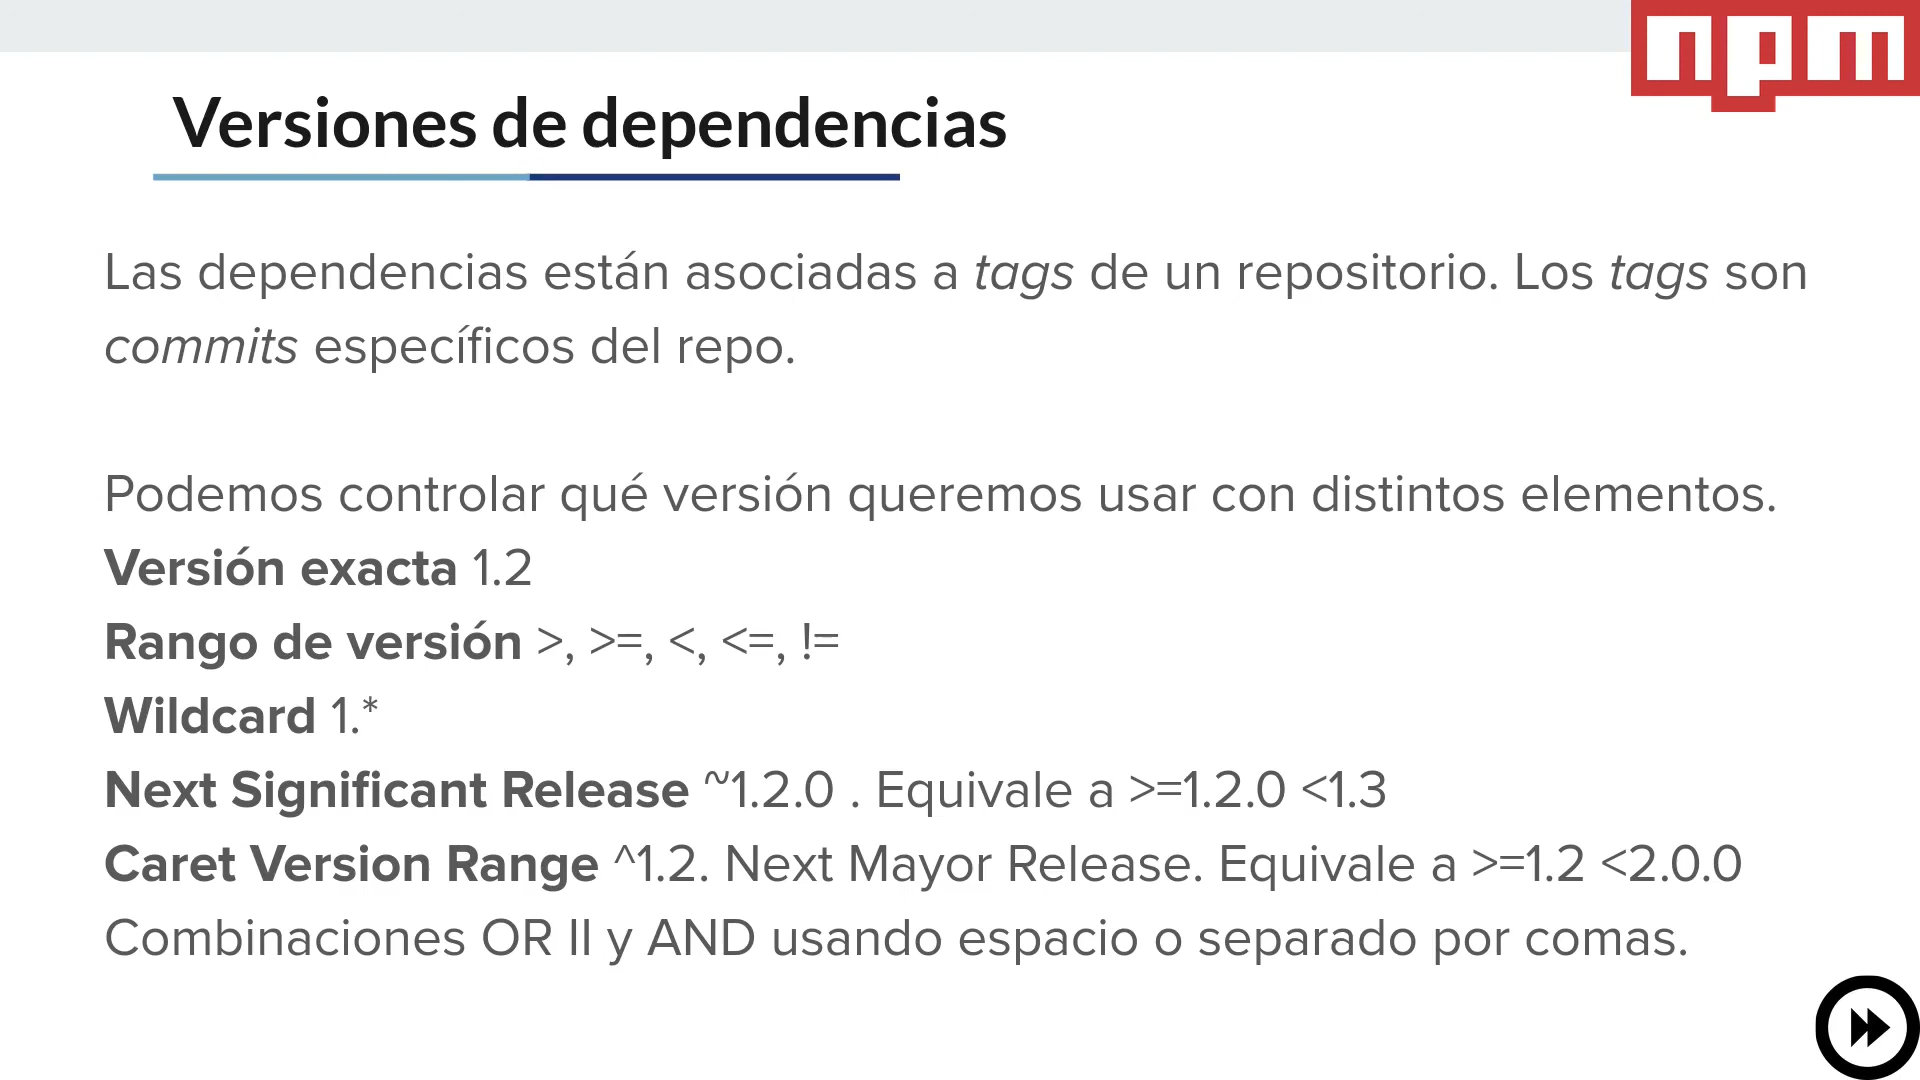 npm
Versiones de dependencias
Las dependencias están asociadas a tags de un repositorio. Los tags son
commits específicos del repo.
Podemos controlar qué versión queremos usar con distintos elementos.
Versión exacta 1.2
Rango de versión >, >=, <, <=, !=
Wildcard 1.*
Next Significant Release ~1.2.0 . Equivale a >=1.2.0 <1.3
Caret Version Range ^1.2. Next Mayor Release. Equivale a >=1.2 <2.0.0
Combinaciones OR II y AND usando espacio o separado por comas.